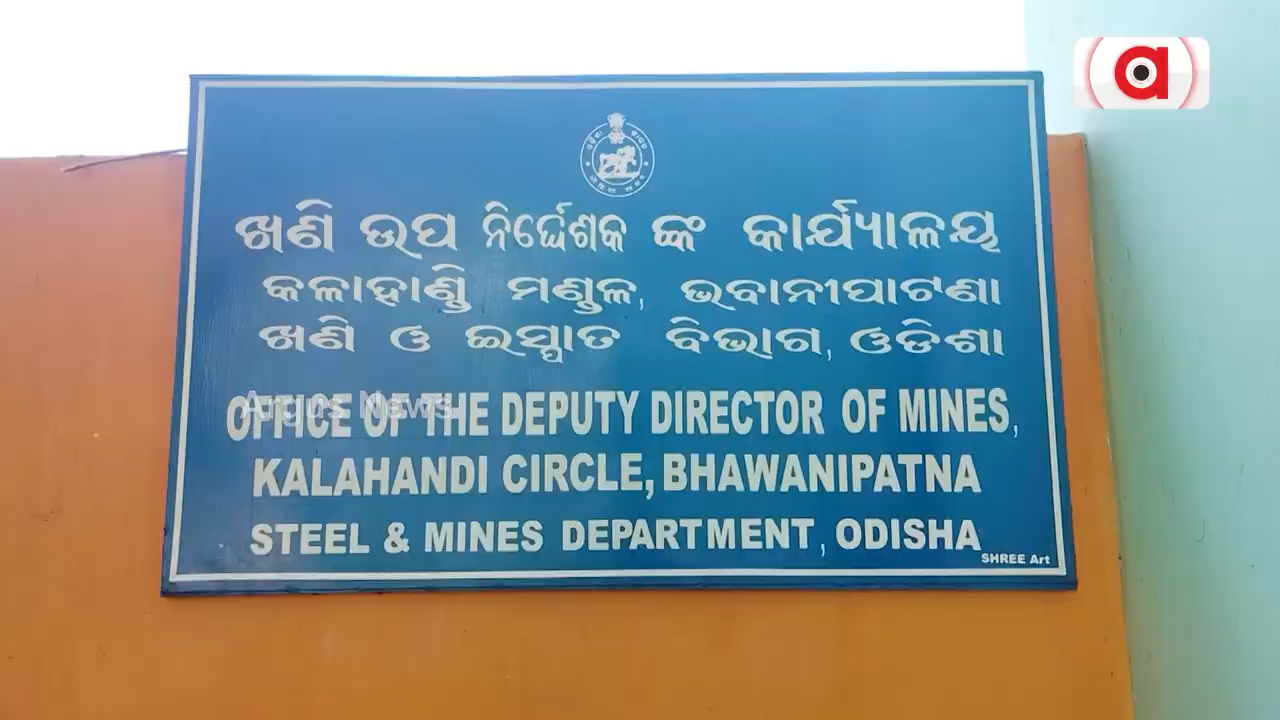 ଖଣି ଉପ ନିର୍ଦ୍ଦେଶକ ଙ୍କ କାର୍ଯ୍ୟାଳୟ
କଳାହାଣ୍ଡି ମଣ୍ଡଳ, ଭବାନୀପାଟଣା
ଖଣି ଓ ଇସ୍ପାତ ବିଭାଗ, ଓଡିଶା
Argus News
OFFICE OF THE DEPUTY DIRECTOR OF MINES,
KALAHANDI CIRCLE, BHAWANIPATNA
STEEL & MINES DEPARTMENT, ODISHA
SHREE Art
a